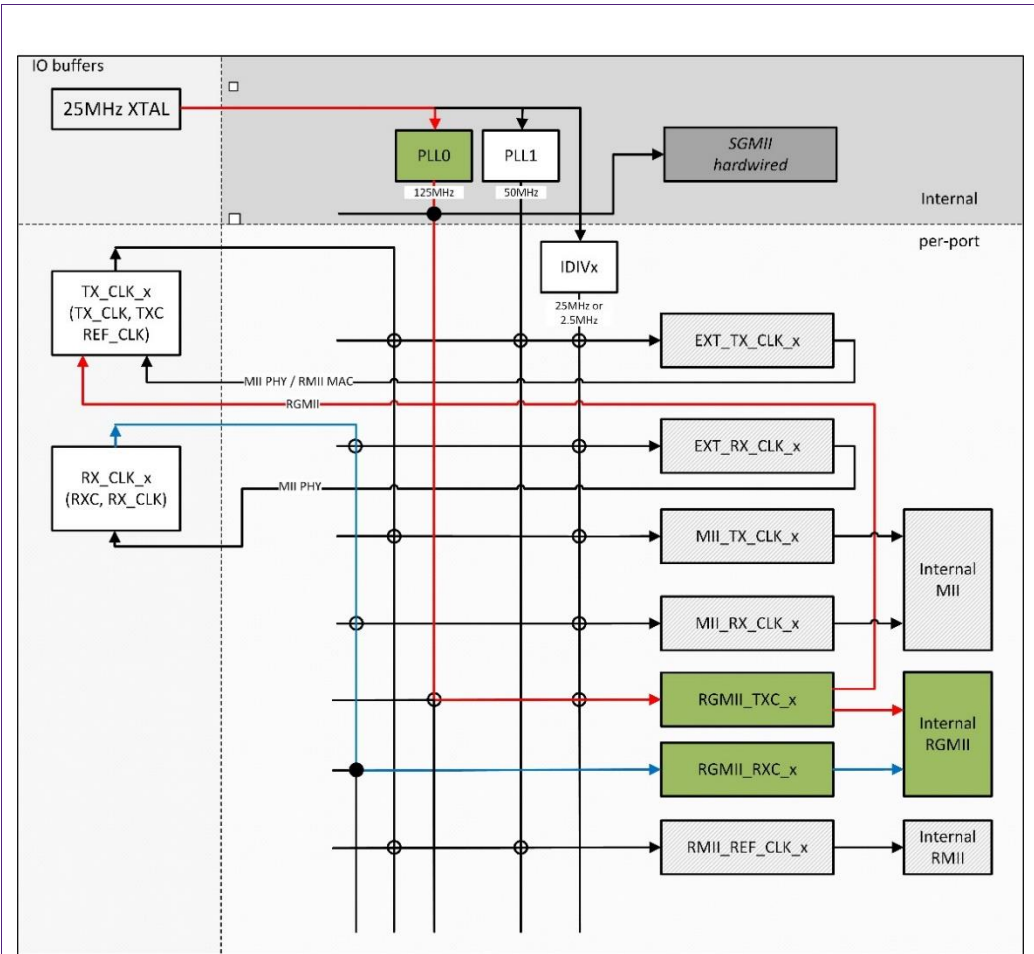 IO buffers
25MHz XTAL
PLL0
PLL1
SGMII
hardwired
125MHz
50MHz
Internal
per-port
IDIVx
25MHz or
2.5MHz
TX_CLK_x
(TX_CLK, TXC
REF_CLK)
EXT_TX_CLK_x
MII PHY / RMII MAC
RGMII
RX_CLK_x
(RXC, RX_CLK)
EXT_RX_CLK_x
MII PHY
MII_TX_CLK_x
Internal
MII
MII_RX_CLK_x
RGMII_TXC_x
Internal
RGMII
RGMII_RXC_x
RMII_REF_CLK_x
Internal
RMII